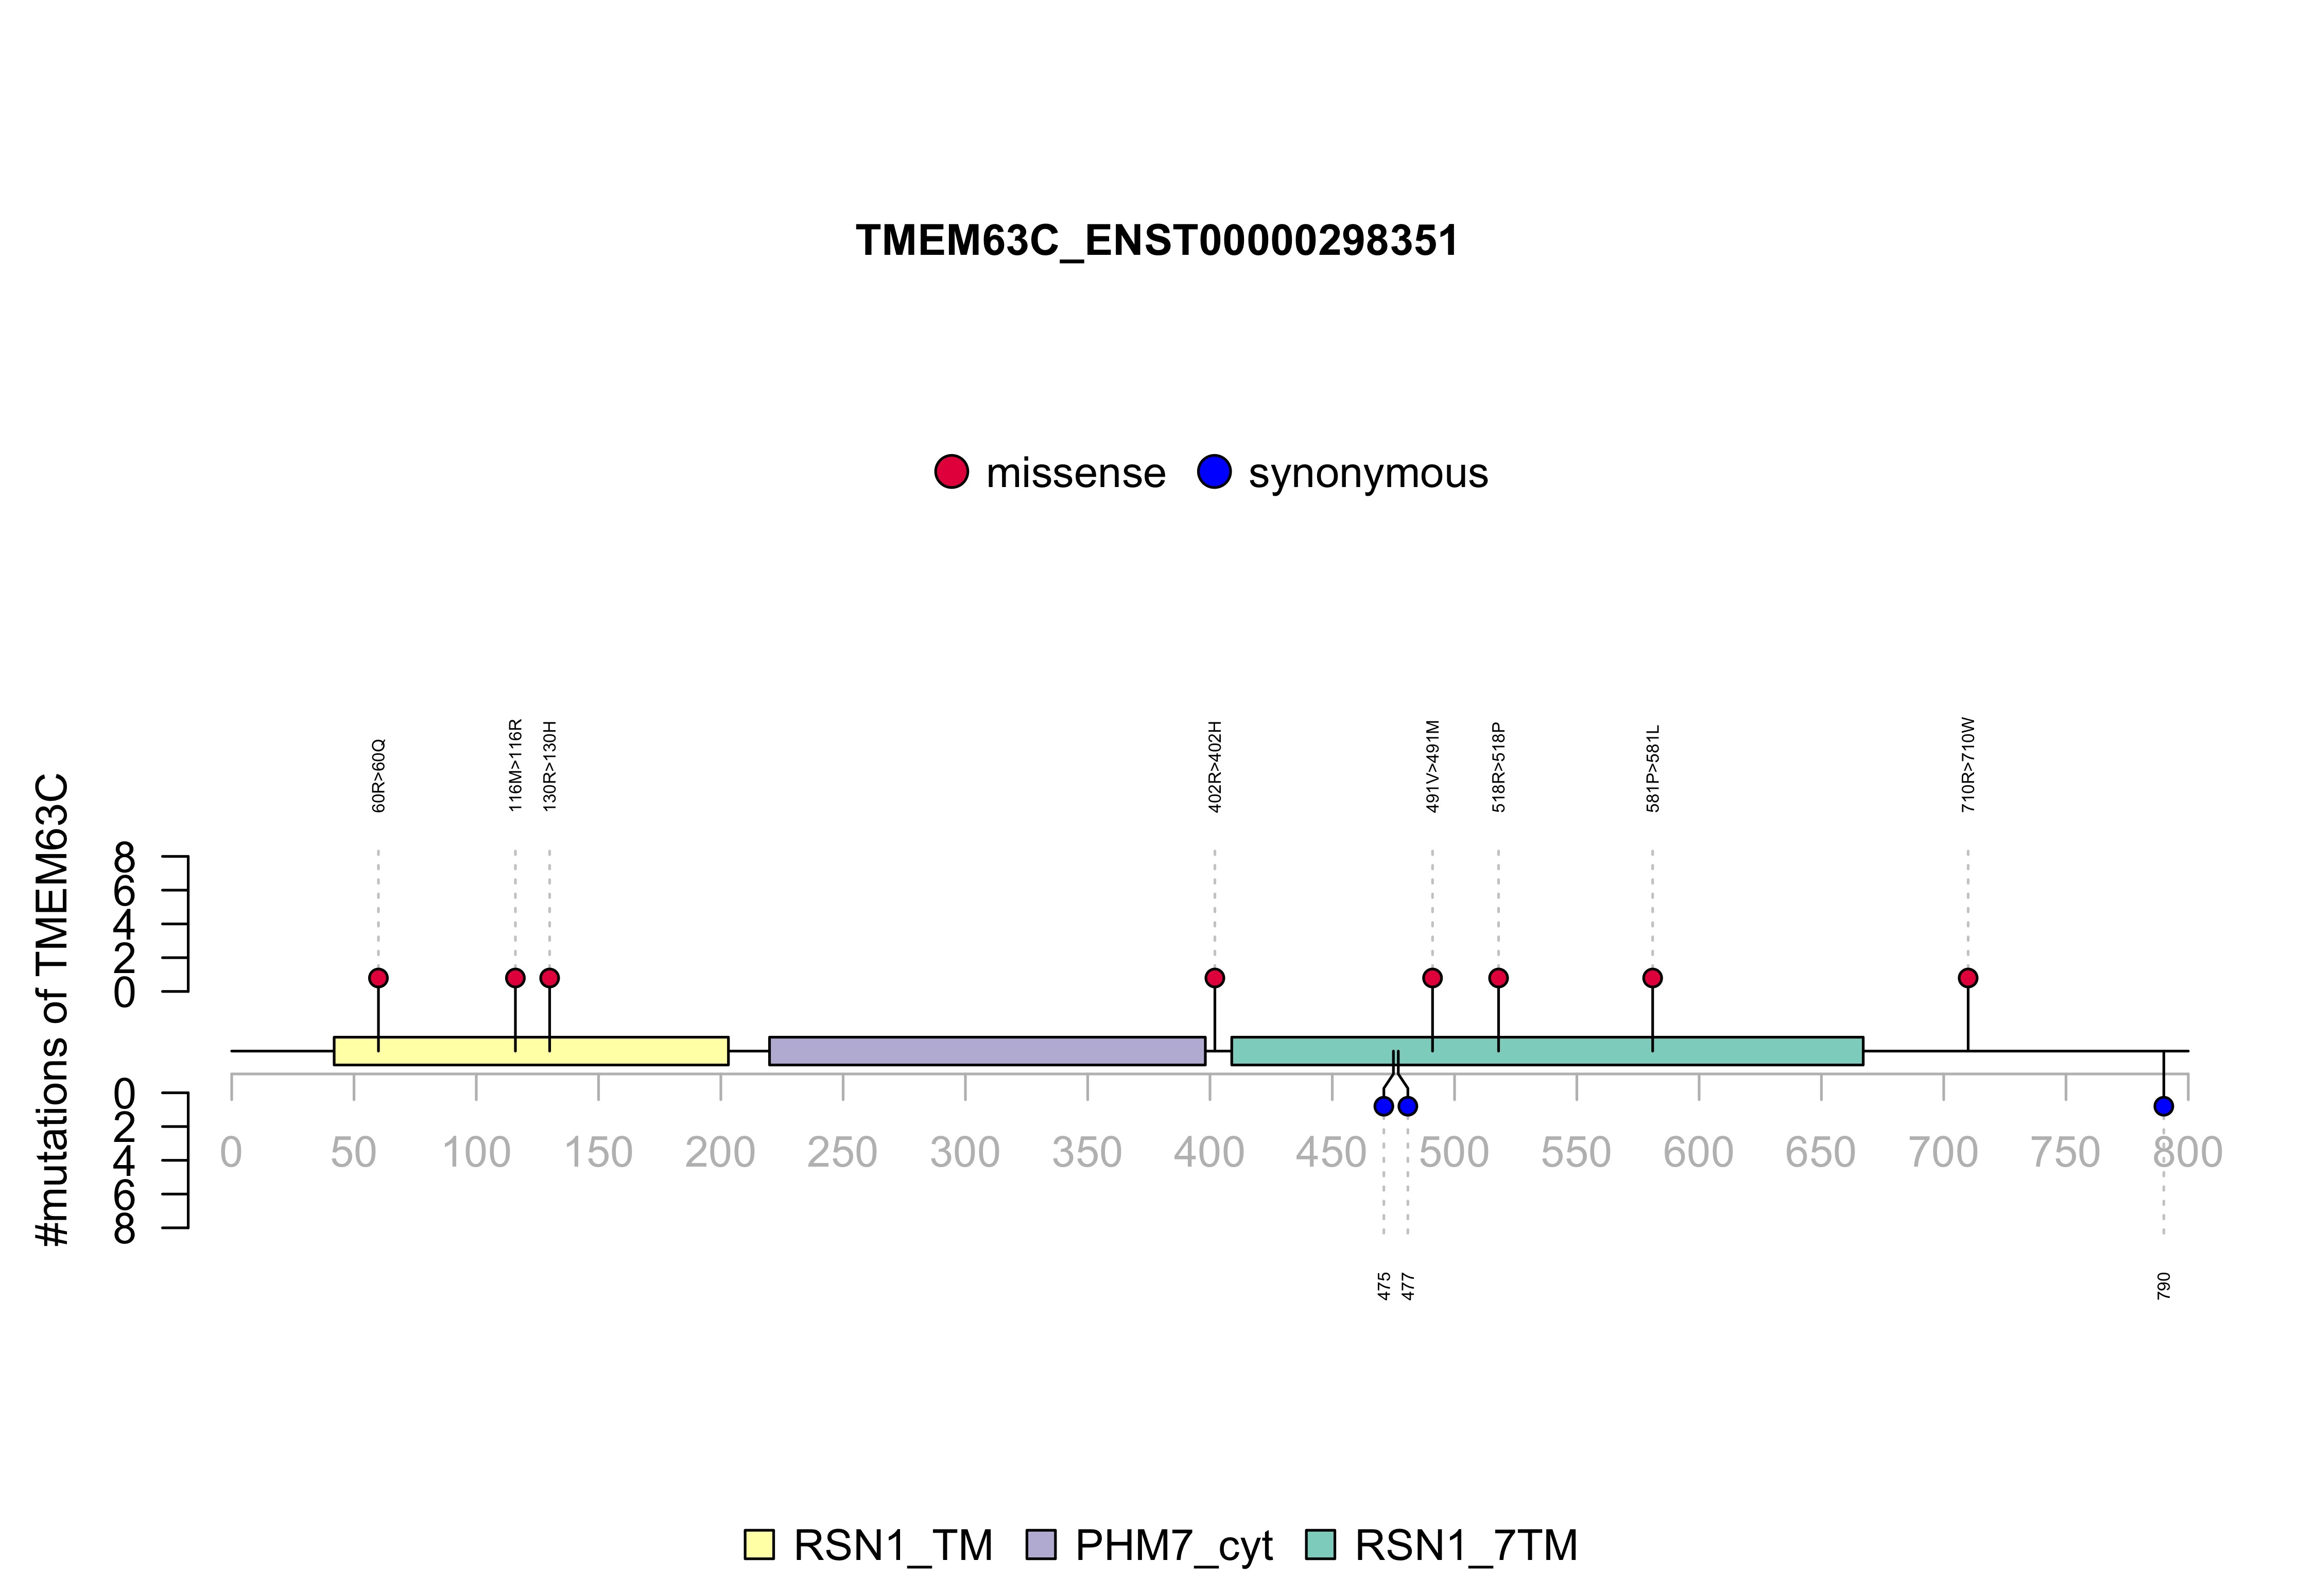 TMEM63C_ENST00000298351
missense synonymous
60R>60Q 116M>116R 130R>130H 402R>402H 491V>491M 518R>518P 581P>581L 710R>710W
#mutations of TMEM63C
8
6
4
2
0
0
2
4
6
8
0 50 100 150 200 250 300 350 400 450 500 550 600 650 700 750 800
475 477 790
RSN1_TM PHM7_cyt RSN1_7TM